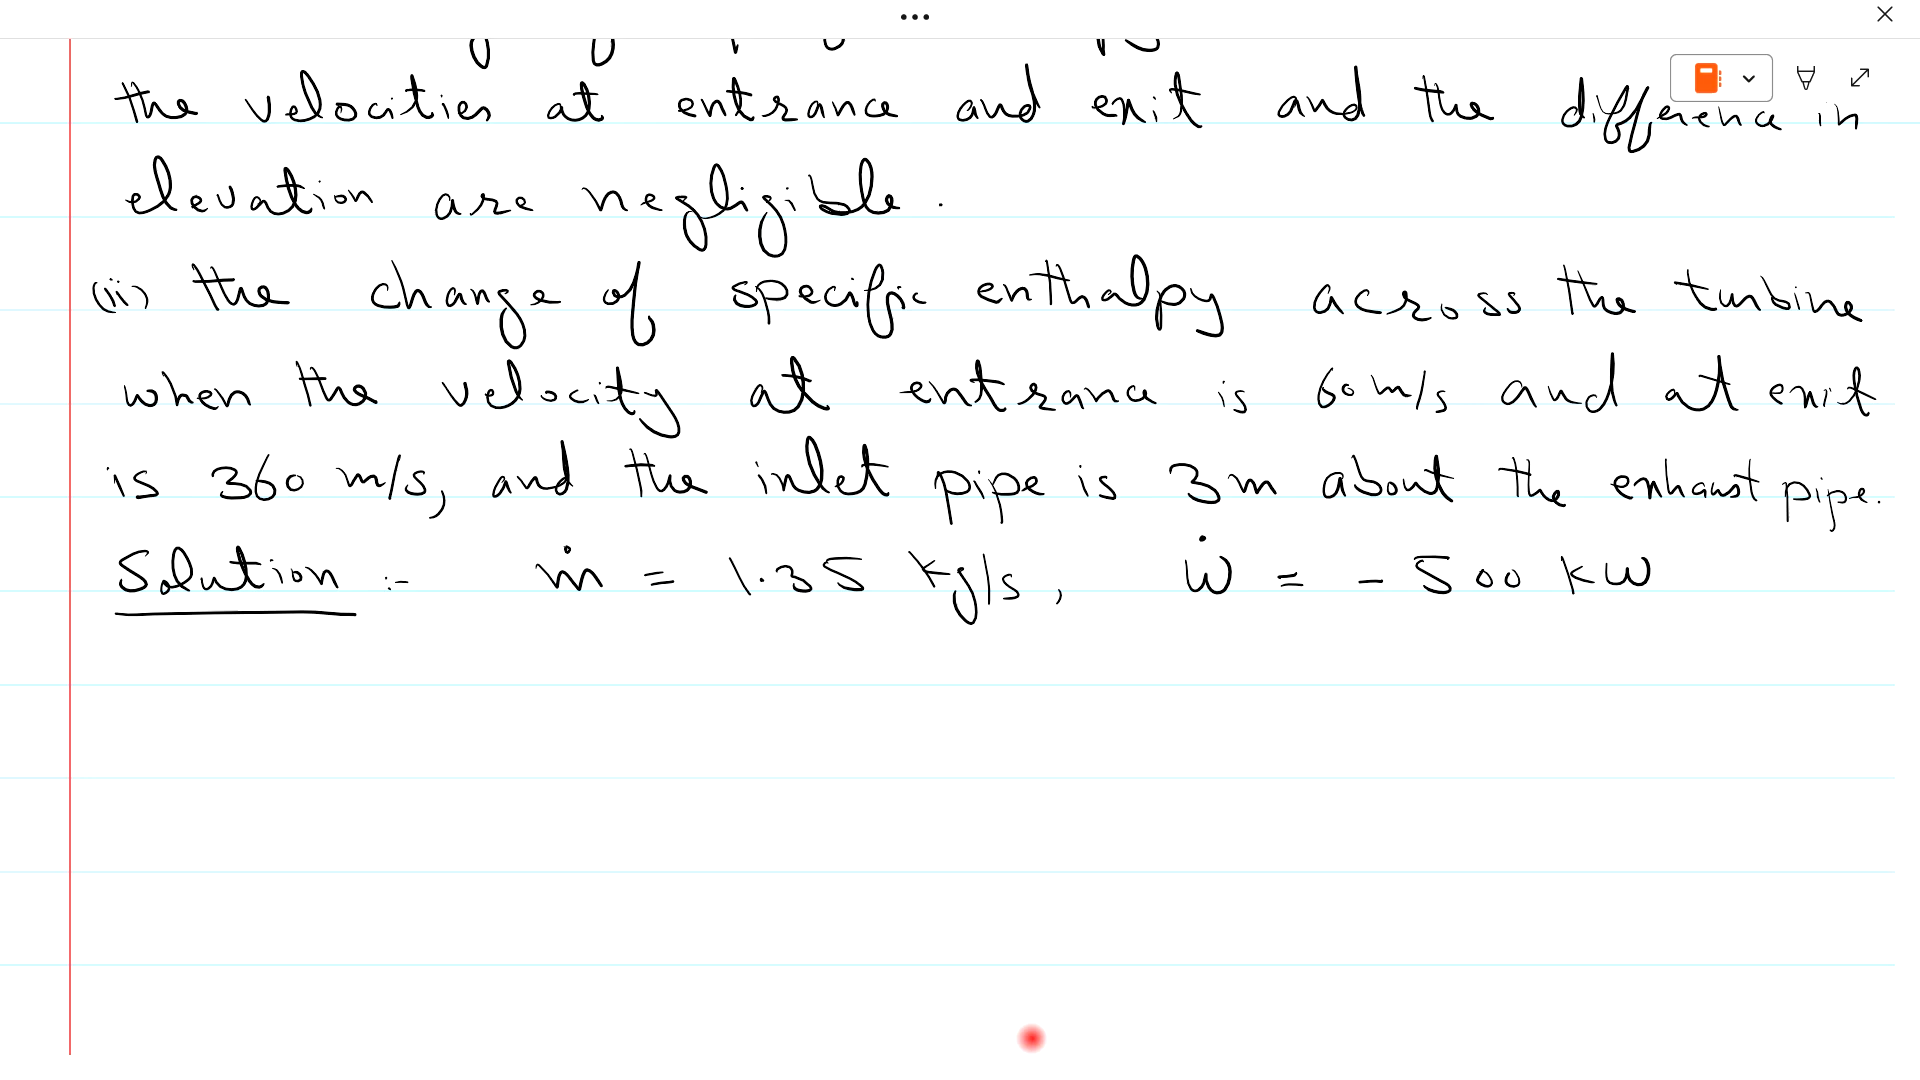 the velocities at entrance and exit and the difference in
elevation are negligible.
(ii) the change of specific enthalpy across the turbine
when the velocity at entrance is 60 m/s and at exit
is 360 m/s, and the inlet pipe is 3m about the exhaust pipe.
Solution :- ṁ = 1.35 kg/s, ẇ = - 500 kW